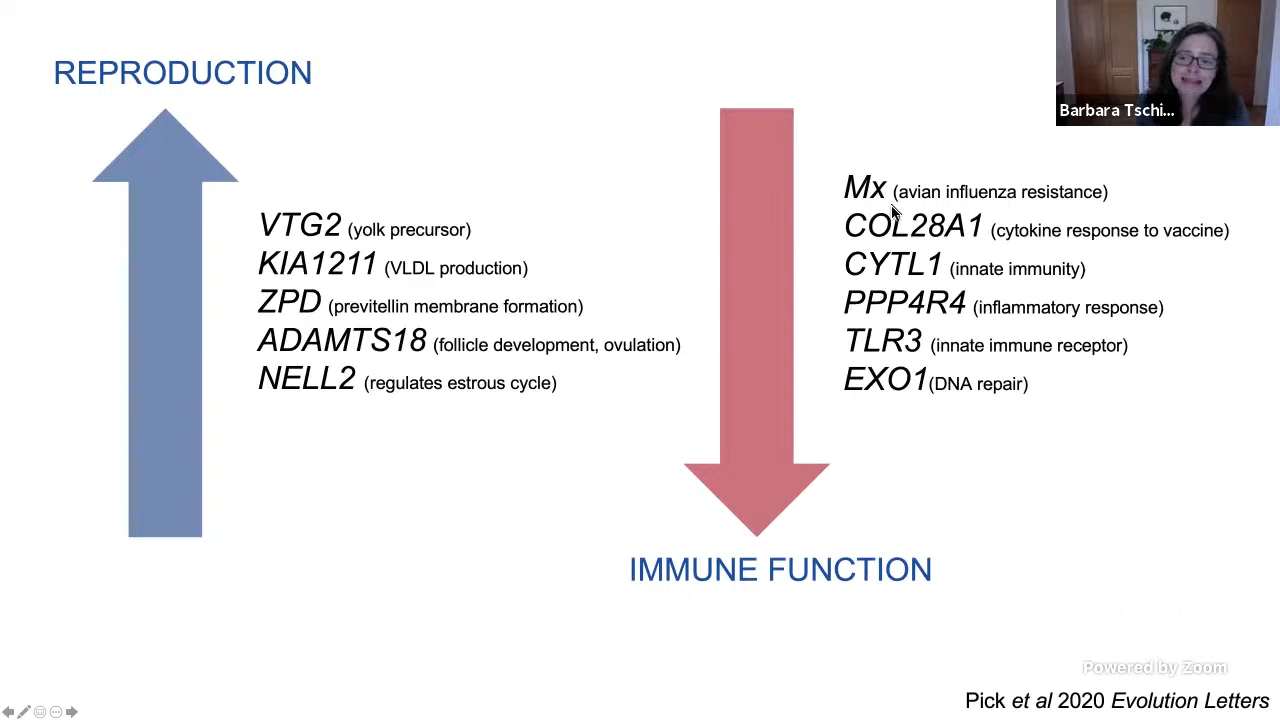 REPRODUCTION
Barbara Tschi...
VTG2 (yolk precursor)
KIA1211 (VLDL production)
ZPD (previtellin membrane formation)
ADAMTS18 (follicle development, ovulation)
NELL2 (regulates estrous cycle)
Mx (avian influenza resistance)
COL28A1 (cytokine response to vaccine)
CYTL1 (innate immunity)
PPP4R4 (inflammatory response)
TLR3 (innate immune receptor)
EXO1(DNA repair)
IMMUNE FUNCTION
Powered by Zoom
Pick et al 2020 Evolution Letters